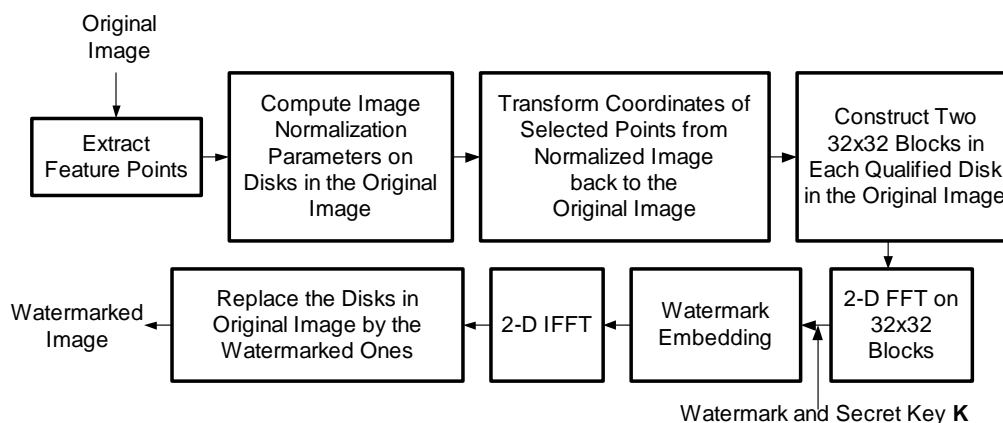 Original
Image
Extract
Feature Points
Compute Image
Normalization
Parameters on
Disks in the Original
Image
Transform Coordinates of
Selected Points from
Normalized Image
back to the
Original Image
Construct Two
32x32 Blocks in
Each Qualified Disk
in the Original Image
2-D FFT on
32x32
Blocks
Watermark and Secret Key K
Watermark
Embedding
2-D IFFT
Replace the Disks in
Original Image by the
Watermarked Ones
Watermarked
Image